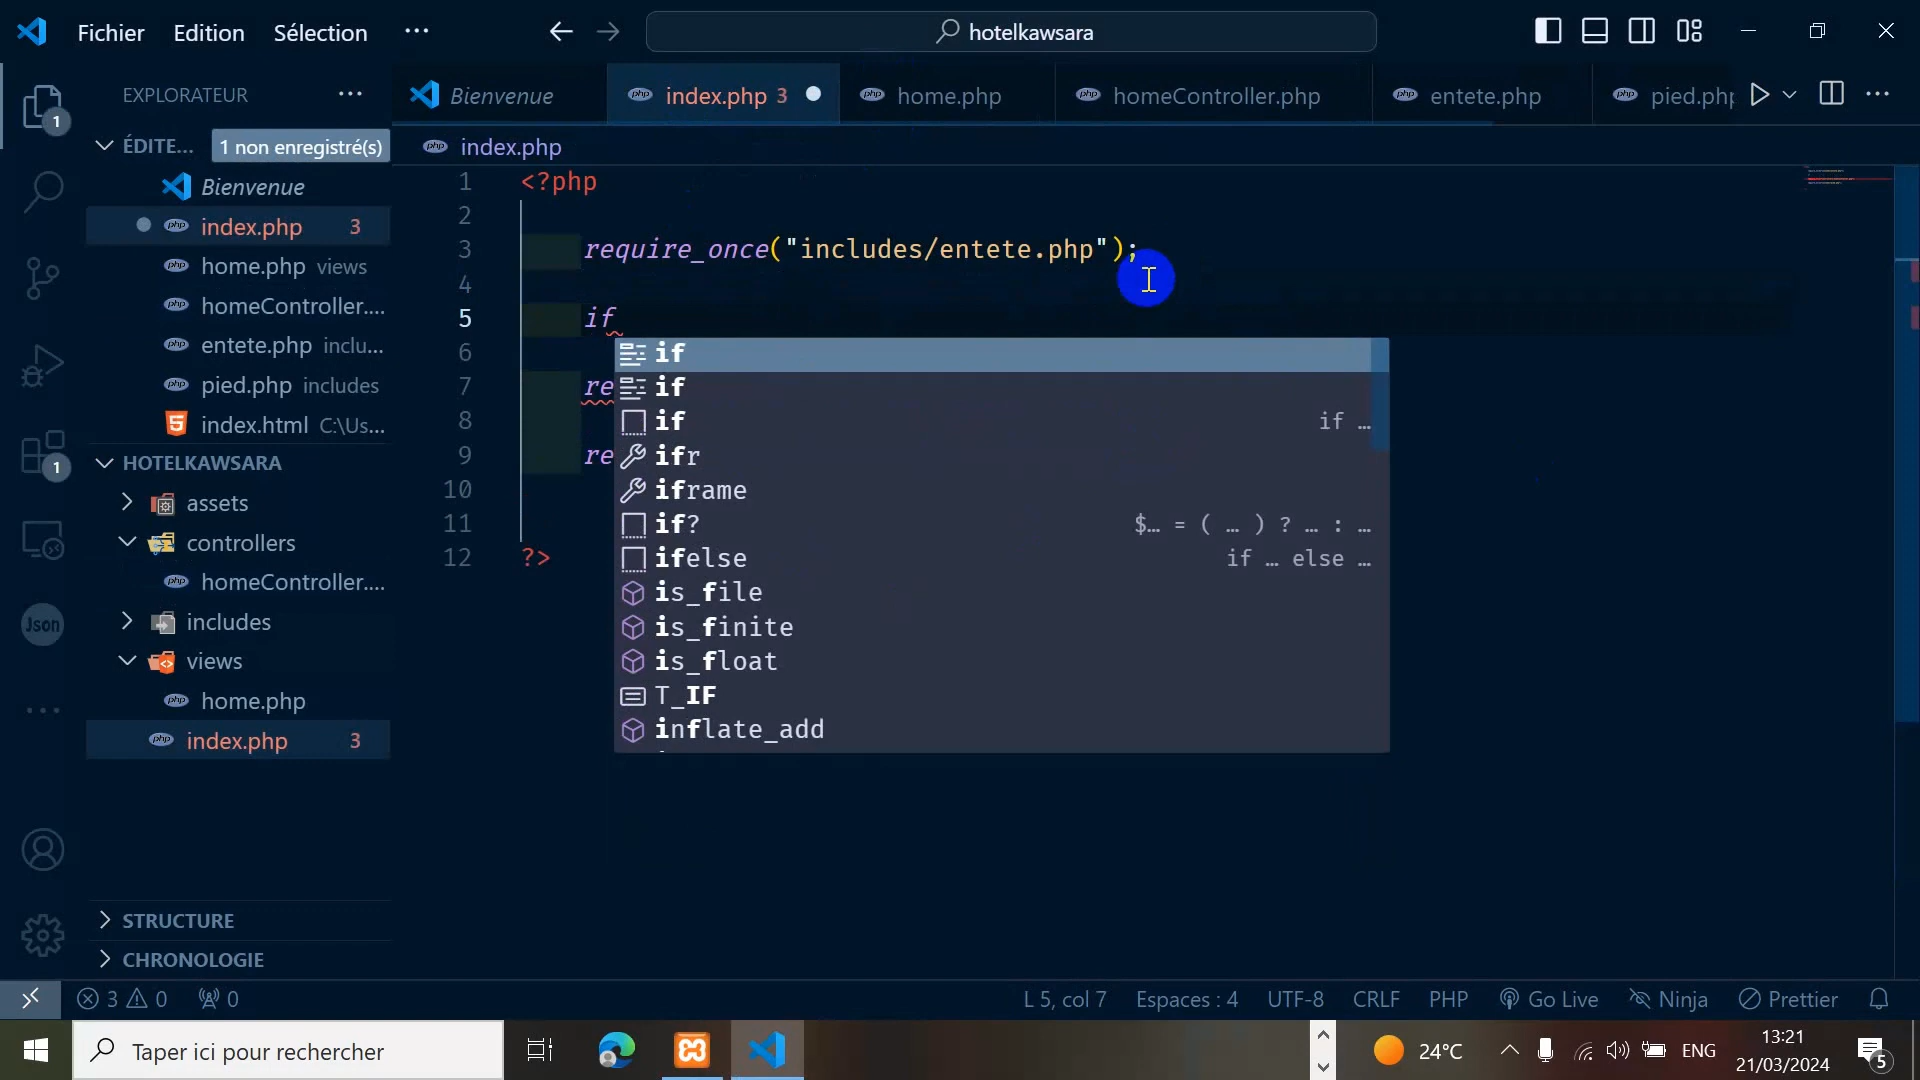 Fichier Edition Sélection ... hotelkawsara
EXPLORATEUR ...
Bienvenue index.php 3 home.php homeController.php entete.php pied.php
ÉDITE... 1 non enregistré(s)
index.php
Bienvenue
index.php 3
home.php views
homeController....
entete.php inclu...
pied.php includes
index.html C:\Us...
HOTELKAWSARA
assets
controllers
homeController....
includes
views
home.php
index.php 3
STRUCTURE
CHRONOLOGIE
1 <?php
2
3 require_once("includes/entete.php");
4
5 if
6
7 re
8
9 re
10
11
12 ?>
if
if
if if ...
ifr
iframe
if? $... = ( ... ) ? ... : ...
ifelse if ... else ...
is_file
is_finite
is_float
T_IF
inflate_add
1
1
Json
3 0 0 L 5, col 7 Espaces : 4 UTF-8 CRLF PHP Go Live Ninja Prettier
Taper ici pour rechercher 24°C ENG 13:21
21/03/2024 5